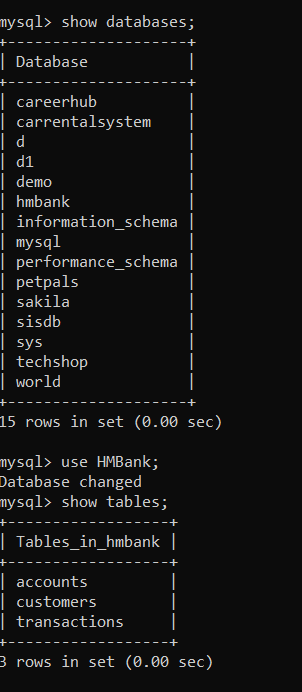 mysql> show databases;
+--------------------+
| Database           |
+--------------------+
| careerhub          |
| carrentalsystem    |
| d                  |
| d1                 |
| demo               |
| hmbank             |
| information_schema |
| mysql              |
| performance_schema |
| petpals            |
| sakila             |
| sisdb              |
| sys                |
| techshop           |
| world              |
+--------------------+
15 rows in set (0.00 sec)

mysql> use HMBank;
Database changed
mysql> show tables;
+------------------+
| Tables_in_hmbank |
+------------------+
| accounts         |
| customers        |
| transactions     |
+------------------+
3 rows in set (0.00 sec)